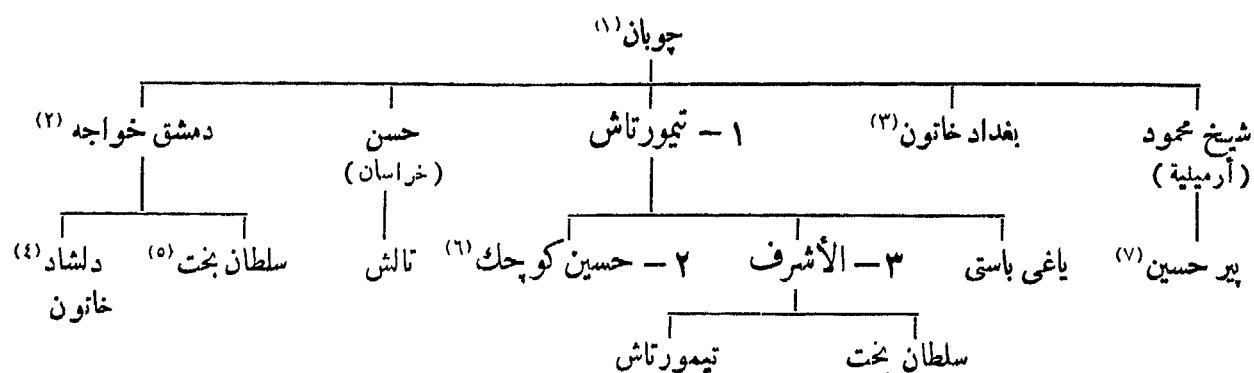 چوبان (١)
شيخ محمود بغداد خاتون (٣) ١ – تيمورتاش حسن دمشق خواجه (٢)
(أرمينية) (خراسان)
پير حسين (٧) ياغى باستى ٣ – الأشرف ٢ – حسين كوچك (٦) تالش سلطان بخت (٥) دلشاد (٤)
خاتون
سلطان بخت تيمورتاش